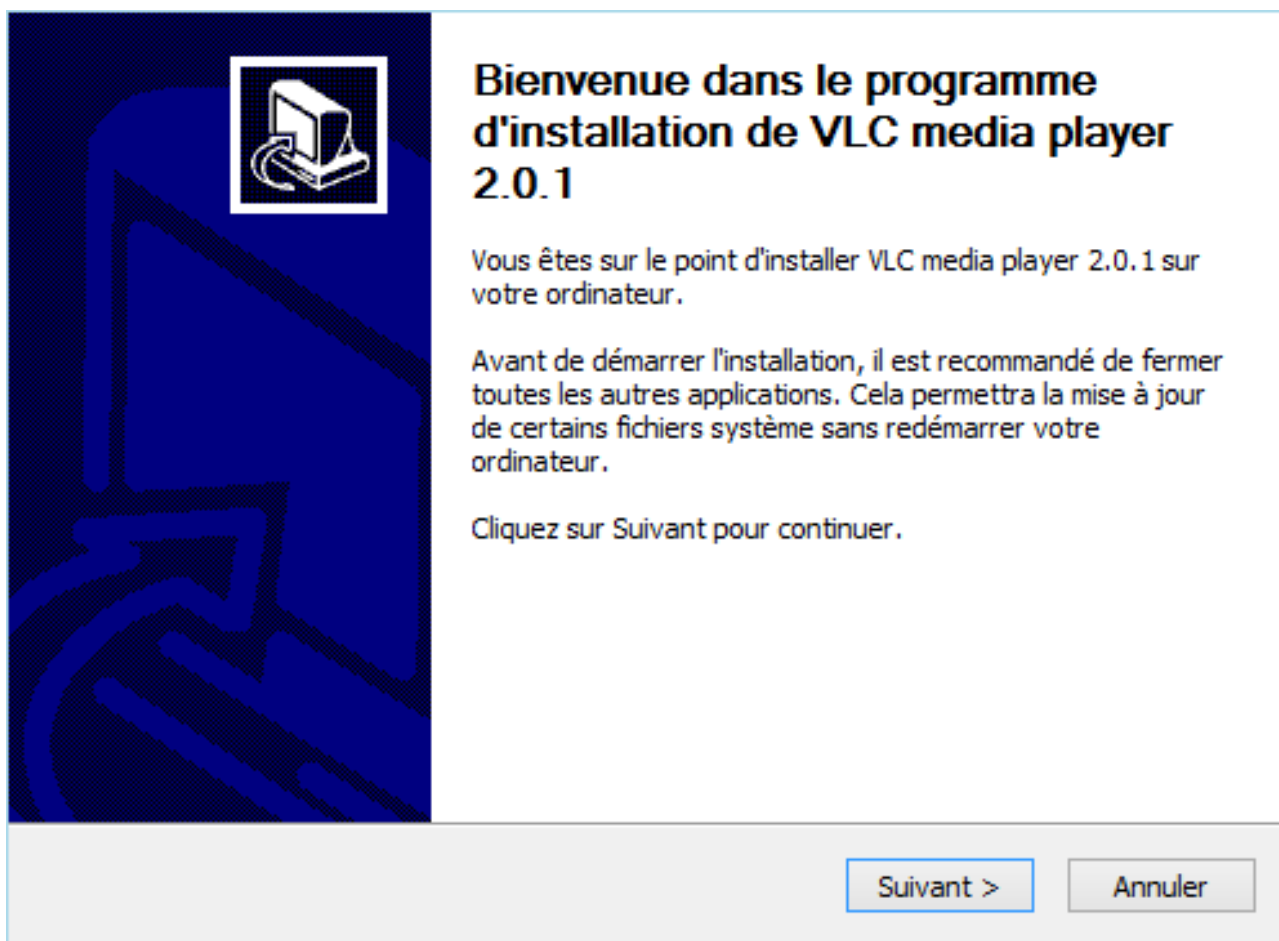 Bienvenue dans le programme
d'installation de VLC media player
2.0.1
Vous êtes sur le point d'installer VLC media player 2.0.1 sur
votre ordinateur.
Avant de démarrer l'installation, il est recommandé de fermer
toutes les autres applications. Cela permettra la mise à jour
de certains fichiers système sans redémarrer votre
ordinateur.
Cliquez sur Suivant pour continuer.
Suivant >
Annuler